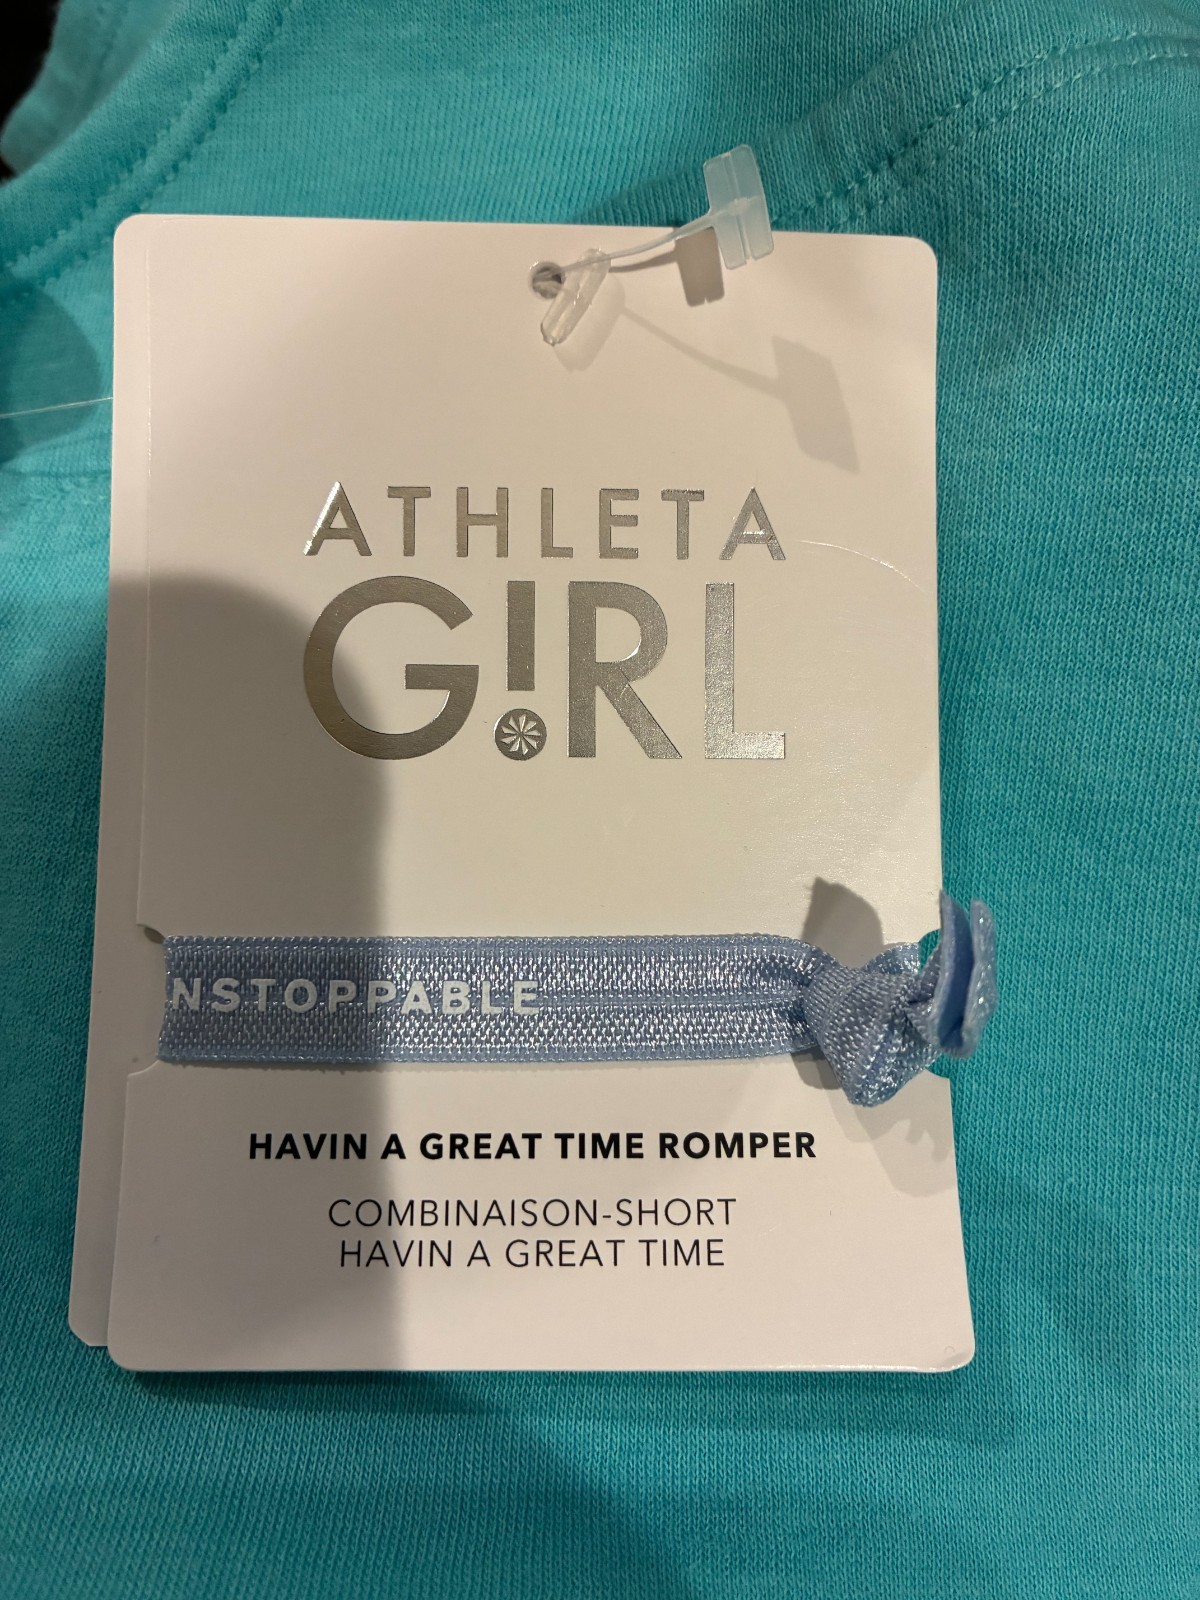 ATHLETA
G!RL
NSTOPPABLE
HAVIN A GREAT TIME ROMPER
COMBINAISON-SHORT
HAVIN A GREAT TIME